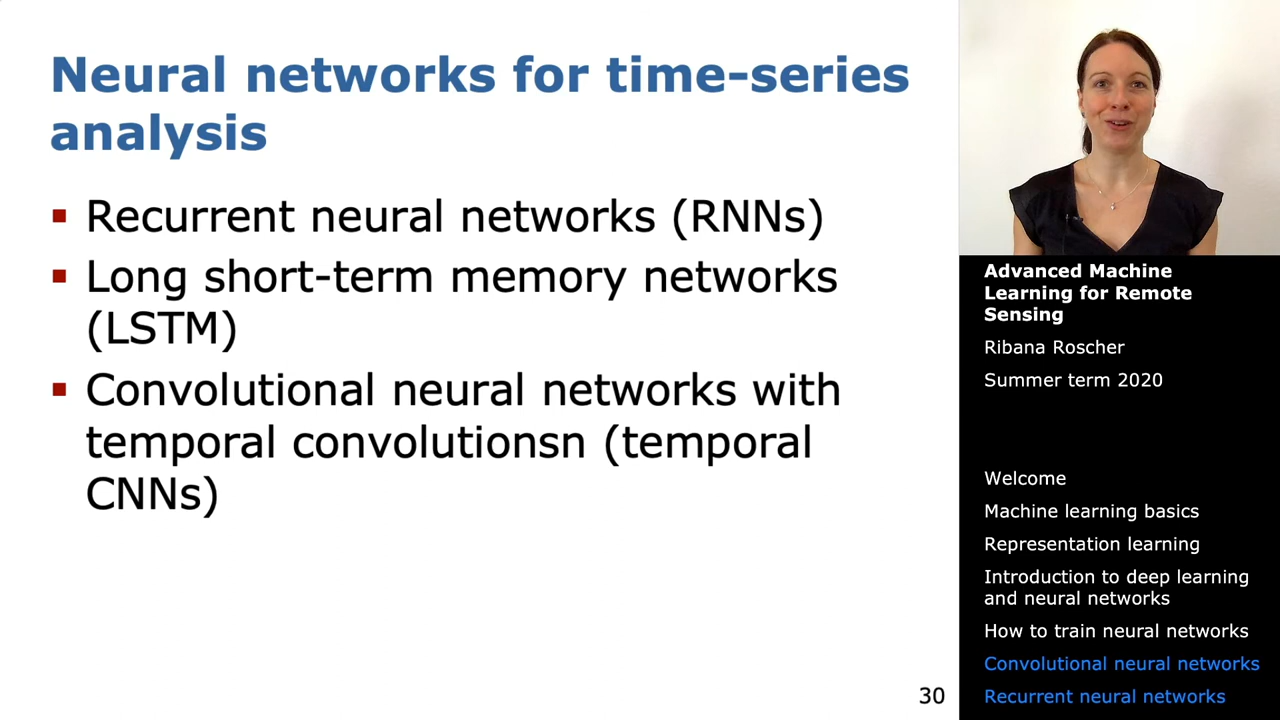 Neural networks for time-series
analysis
▪ Recurrent neural networks (RNNs)
▪ Long short-term memory networks
(LSTM)
▪ Convolutional neural networks with
temporal convolutionsn (temporal
CNNs)
30
Advanced Machine
Learning for Remote
Sensing
Ribana Roscher
Summer term 2020
Welcome
Machine learning basics
Representation learning
Introduction to deep learning
and neural networks
How to train neural networks
Convolutional neural networks
Recurrent neural networks